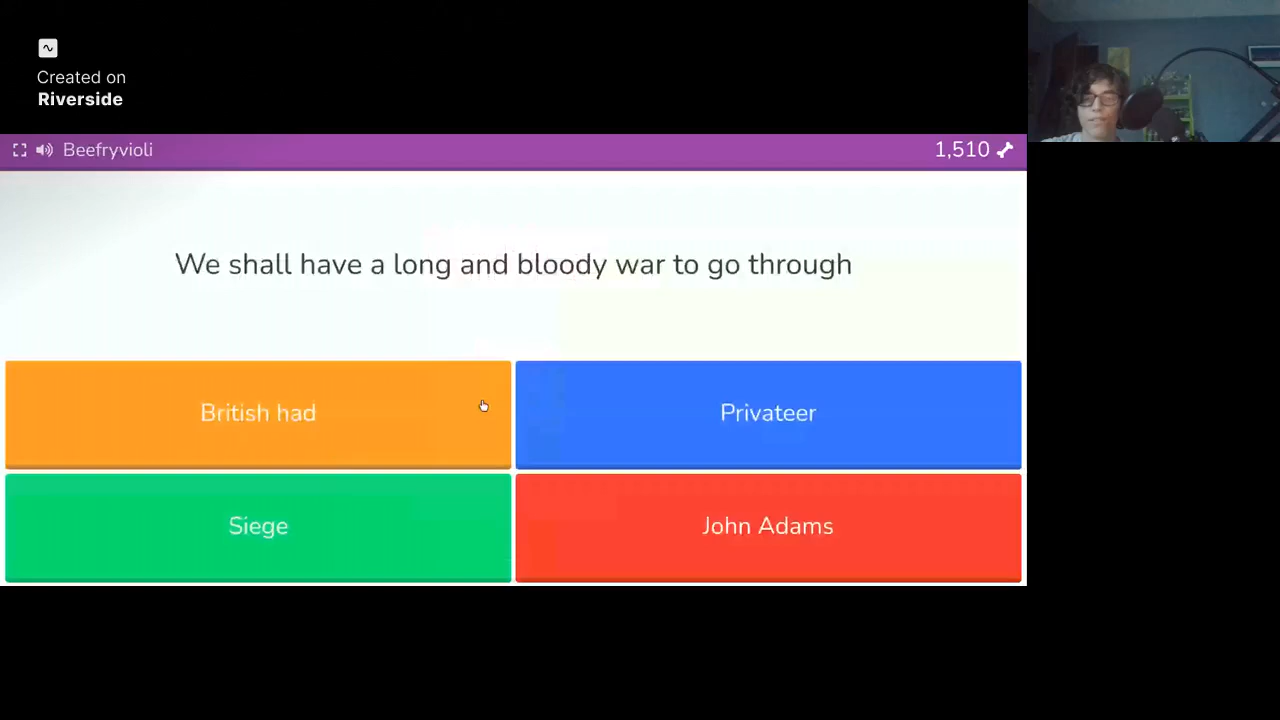 Created on
Riverside
Beefryvioli
1,510
We shall have a long and bloody war to go through
British had
Privateer
Siege
John Adams